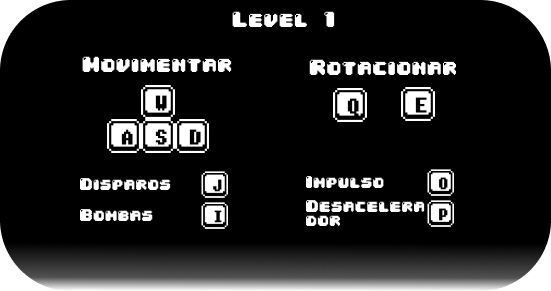 Level 1
Movimentar
Rotacionar
W
Q E
A S D
Disparos J
Impulso O
Bombas I
Desacelera
dor P